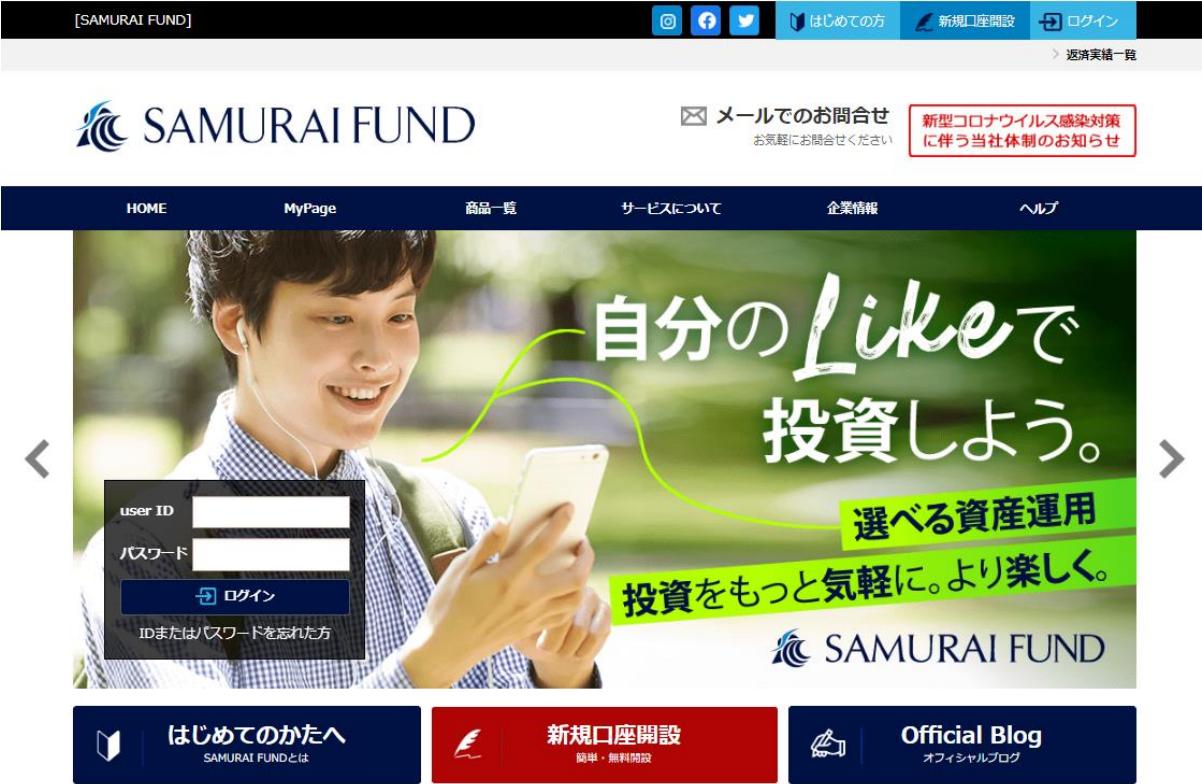 [SAMURAI FUND]
はじめての方
新規口座開設
ログイン
返済実績一覧
SAMURAI FUND
メールでのお問合せ
お気軽にお問合せください
新型コロナウイルス感染対策
に伴う当社体制のお知らせ
HOME
MyPage
商品一覧
サービスについて
企業情報
ヘルプ
自分のLikeで
投資しよう。
選べる資産運用
投資をもっと気軽に。より楽しく。
SAMURAI FUND
user ID
パスワード
ログイン
IDまたはパスワードを忘れた方
はじめてのかたへ
SAMURAI FUNDとは
新規口座開設
簡単・無料開設
Official Blog
オフィシャルブログ